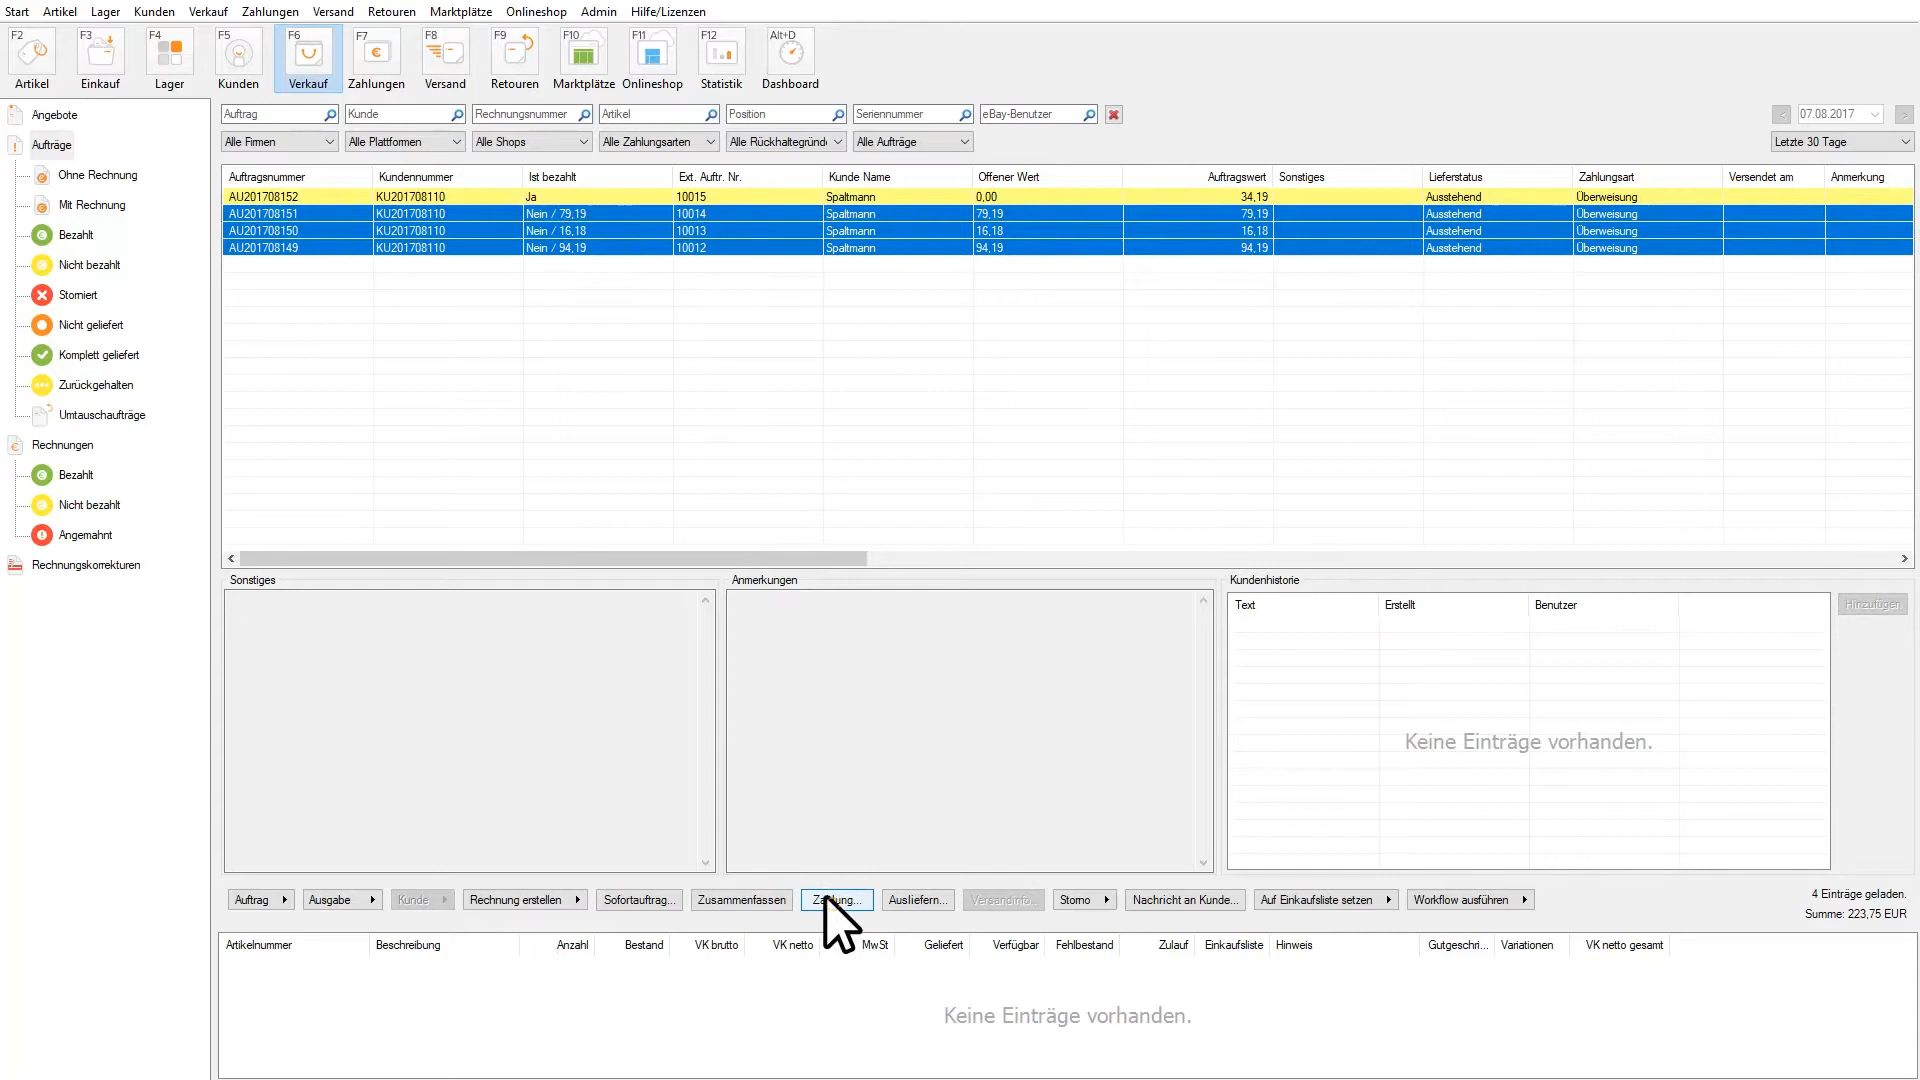 Start Artikel Lager Kunden Verkauf Zahlungen Versand Retouren Marktplätze Onlineshop Admin Hilfe/Lizenzen
F2 F3 F4 F5 F6 F7 F8 F9 F10 F11 F12 Alt+D
Artikel Einkauf Lager Kunden Verkauf Zahlungen Versand Retouren Marktplätze Onlineshop Statistik Dashboard
Angebote
Aufträge
Ohne Rechnung
Mit Rechnung
Bezahlt
Nicht bezahlt
Storniert
Nicht geliefert
Komplett geliefert
Zurückgehalten
Umtauschaufträge
Rechnungen
Bezahlt
Nicht bezahlt
Angemahnt
Rechnungskorrekturen
Auftrag Kunde Rechnungsnummer Artikel Position Seriennummer eBay-Benutzer < 07.08.2017 >
Alle Firmen Alle Plattformen Alle Shops Alle Zahlungsarten Alle Rückhaltegründe Alle Aufträge Letzte 30 Tage
Auftragsnummer Kundennummer Ist bezahlt Ext. Auftr. Nr. Kunde Name Offener Wert Auftragswert Sonstiges Lieferstatus Zahlungsart Versendet am Anmerkung
AU201708152 KU201708110 Ja 10015 Spaltmann 0,00 34,19 Ausstehend Überweisung
AU201708151 KU201708110 Nein / 79,19 10014 Spaltmann 79,19 79,19 Ausstehend Überweisung
AU201708150 KU201708110 Nein / 16,18 10013 Spaltmann 16,18 16,18 Ausstehend Überweisung
AU201708149 KU201708110 Nein / 94,19 10012 Spaltmann 94,19 94,19 Ausstehend Überweisung
Sonstiges Anmerkungen Kundenhistorie
Text Erstellt Benutzer Hinzufügen
Keine Einträge vorhanden.
Auftrag Ausgabe Kunde Rechnung erstellen Sofortauftrag... Zusammenfassen Ausliefern... Versandinfo... Storno Nachricht an Kunde... Auf Einkaufsliste setzen Workflow ausführen
4 Einträge geladen.
Summe: 223,75 EUR
Artikelnummer Beschreibung Anzahl Bestand VK brutto VK netto MwSt Geliefert Verfügbar Fehlbestand Zulauf Einkaufsliste Hinweis Gutgeschri... Variationen VK netto gesamt
Keine Einträge vorhanden.